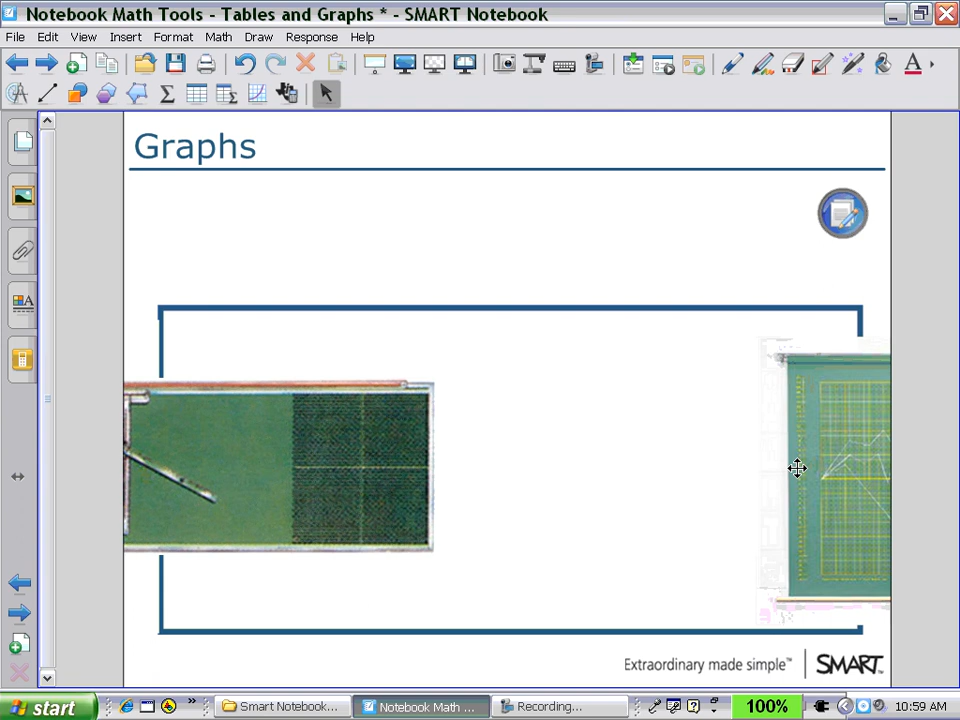 Notebook Math Tools - Tables and Graphs * - SMART Notebook
File Edit View Insert Format Math Draw Response Help
Graphs
Extraordinary made simple™ SMART
start Smart Notebook... Notebook Math ... Recording... 100% 10:59 AM